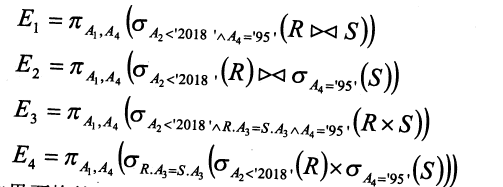 E₁ = π_{A₁,A₄}(σ_{A₂<'2018'∧A₄='95'}(R ⋈ S))
E₂ = π_{A₁,A₄}(σ_{A₂<'2018'}(R) ⋈ σ_{A₄='95'}(S))
E₃ = π_{A₁,A₄}(σ_{A₂<'2018'∧R.A₃=S.A₃∧A₄='95'}(R × S))
E₄ = π_{A₁,A₄}(σ_{R.A₃=S.A₃}(σ_{A₂<'2018'}(R) × σ_{A₄='95'}(S)))